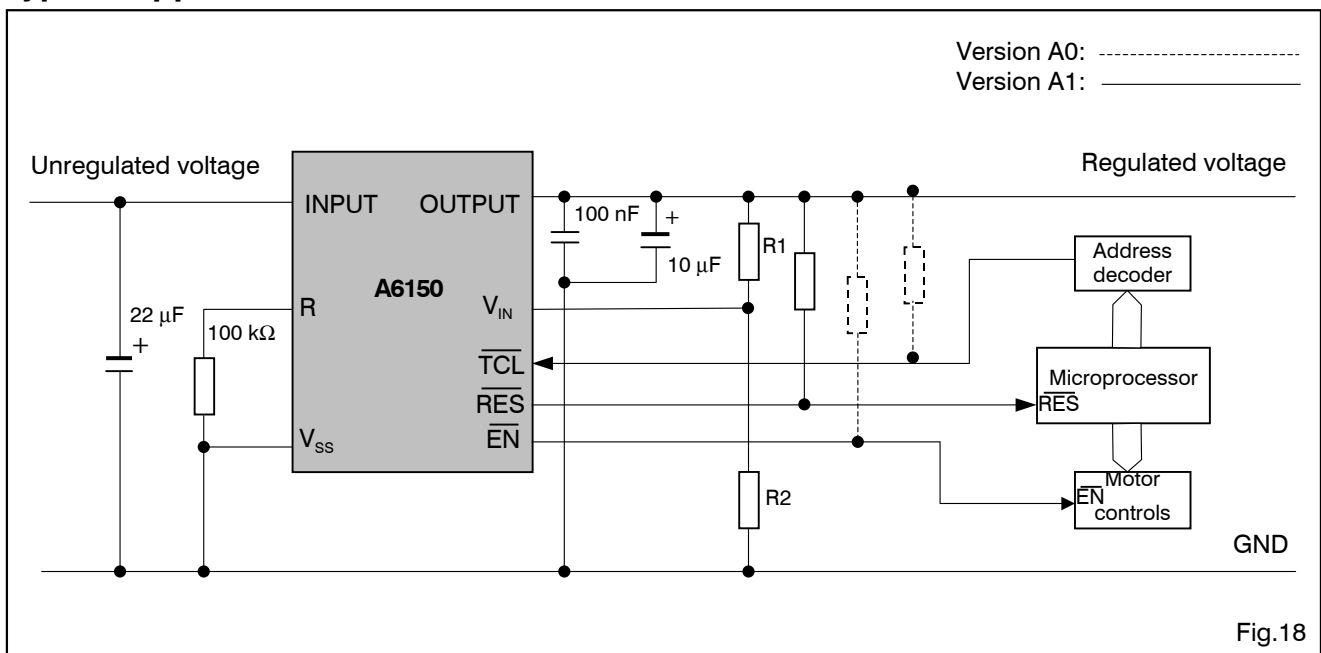 Version A0:
Version A1:
Unregulated voltage
Regulated voltage
INPUT
OUTPUT
100 nF
+
10 μF
R1
Address
decoder
A6150
R
V_IN
22 μF
+
100 kΩ
TCL
Microprocessor
RES
RES
V_SS
EN
Motor
EN
controls
R2
GND
Fig.18